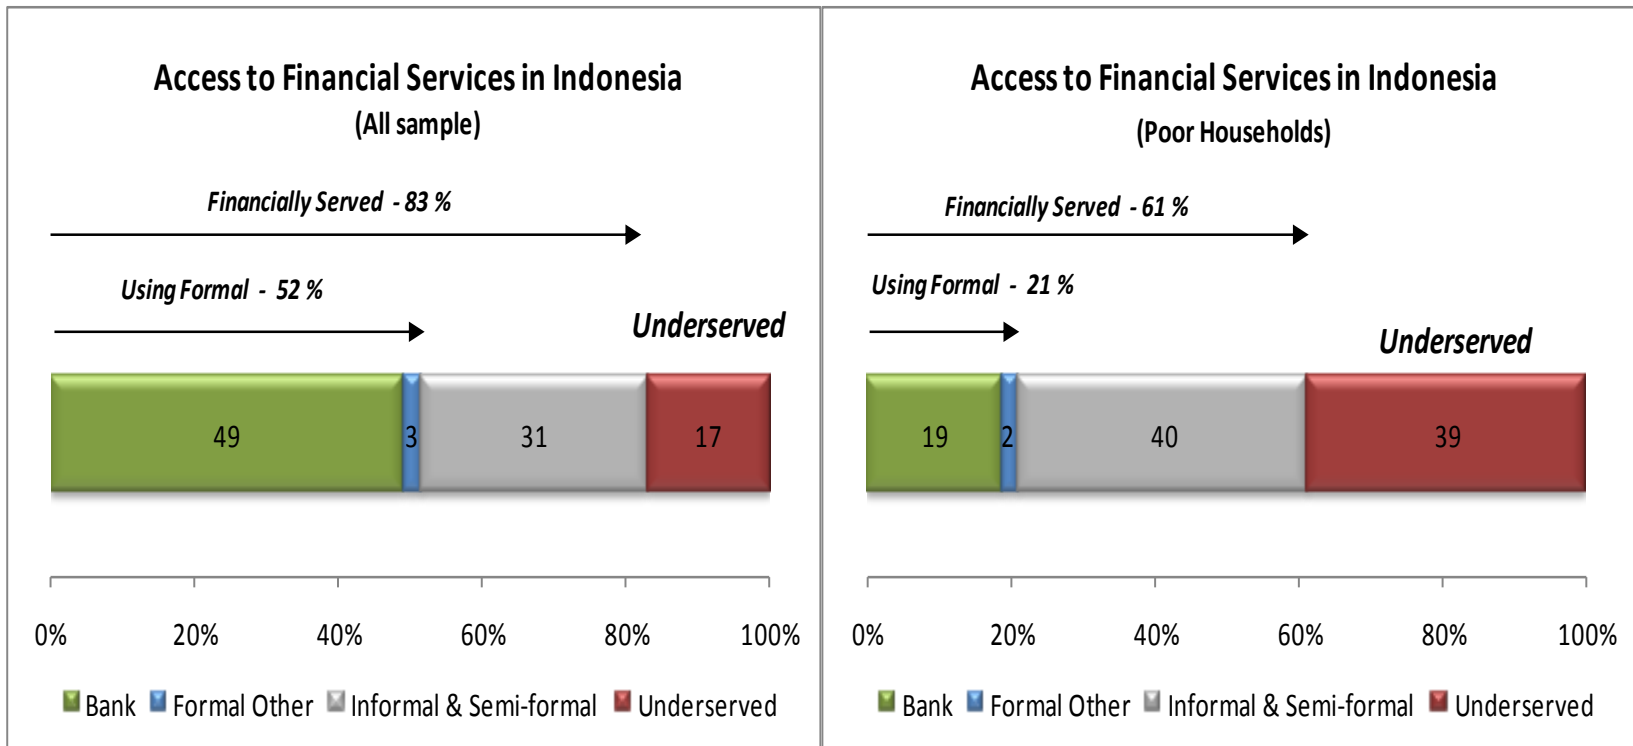 Access to Financial Services in Indonesia
(All sample)
Financially Served - 83 %
Using Formal - 52 %
Underserved
49
3
31
17
0%
20%
40%
60%
80%
100%
Bank
Formal Other
Informal & Semi-formal
Underserved
Access to Financial Services in Indonesia
(Poor Households)
Financially Served - 61 %
Using Formal - 21 %
Underserved
19
2
40
39
0%
20%
40%
60%
80%
100%
Bank
Formal Other
Informal & Semi-formal
Underserved